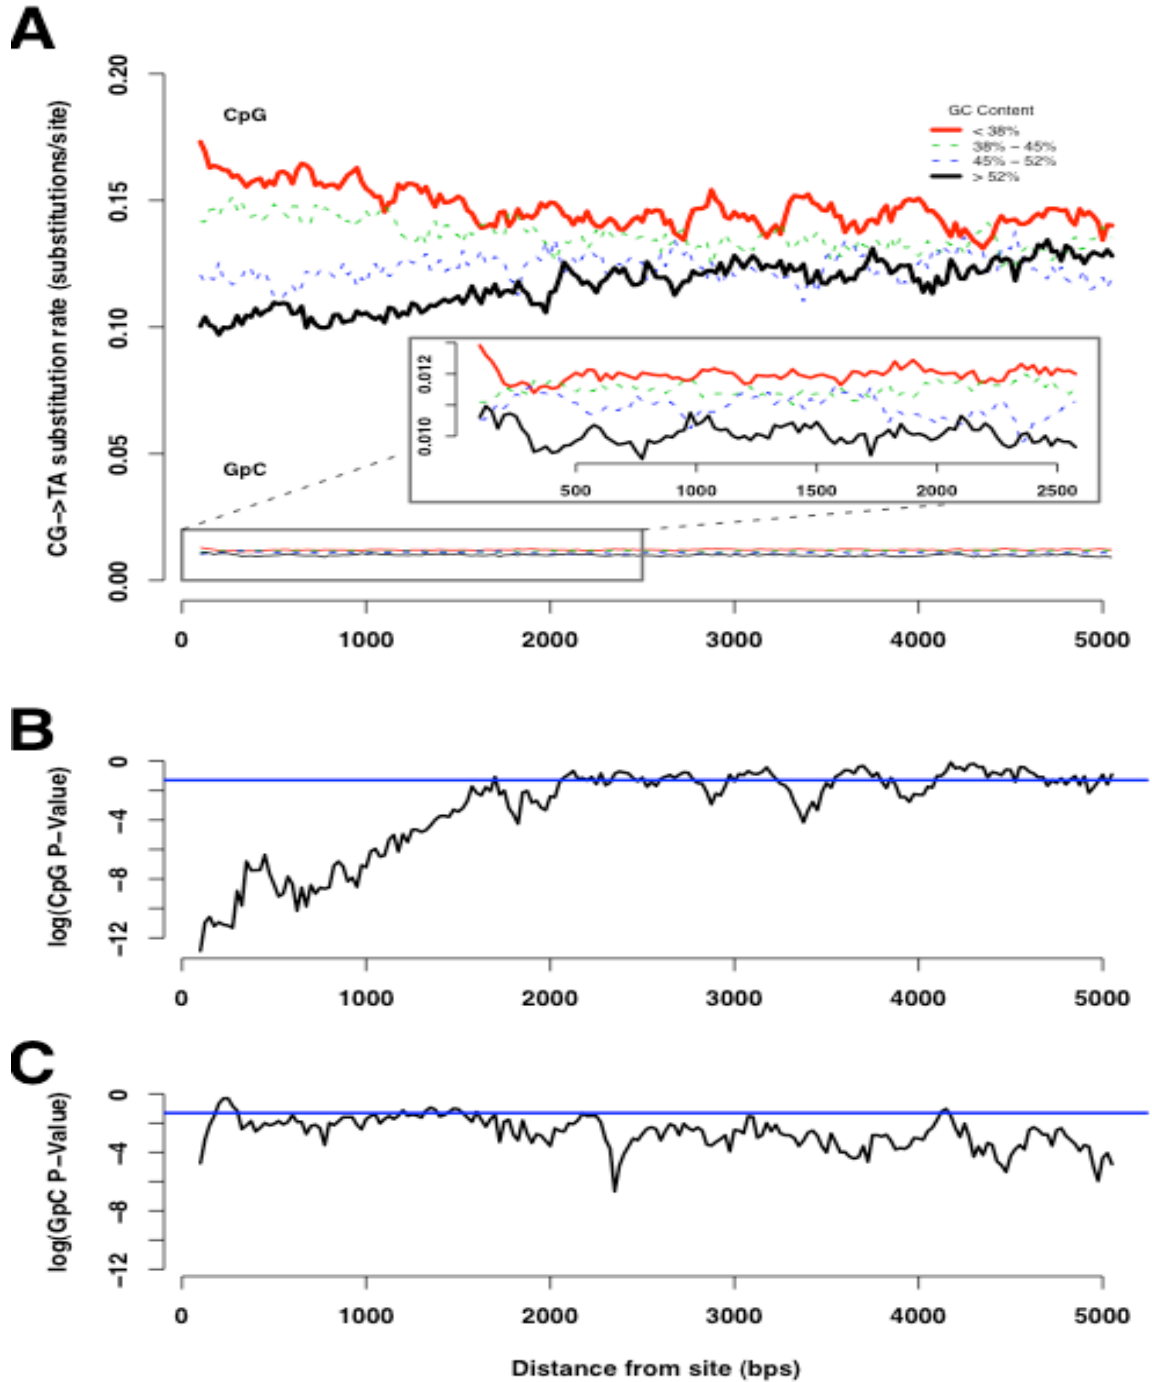 A
CG->TA substitution rate (substitutions/site)
0.20
0.15
0.10
0.05
0.00
CpG
GC Content
< 38%
38% – 45%
45% – 52%
> 52%
0.012
0.010
500 1000 1500 2000 2500
GpC
0 1000 2000 3000 4000 5000
B
log(CpG P–Value)
0
−4
−8
−12
0 1000 2000 3000 4000 5000
C
log(GpC P–Value)
0
−4
−8
−12
0 1000 2000 3000 4000 5000
Distance from site (bps)